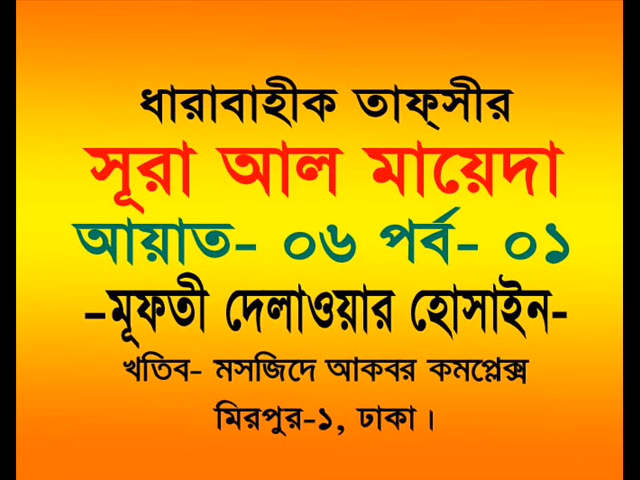 ধারাবাহীক তাফ্সীর
সূরা আল মায়েদা
আয়াত- ০৬ পর্ব- ০১
-মূফতী দেলাওয়ার হোসাইন-
খতিব- মসজিদে আকবর কমপ্লেক্স
মিরপুর-১, ঢাকা।